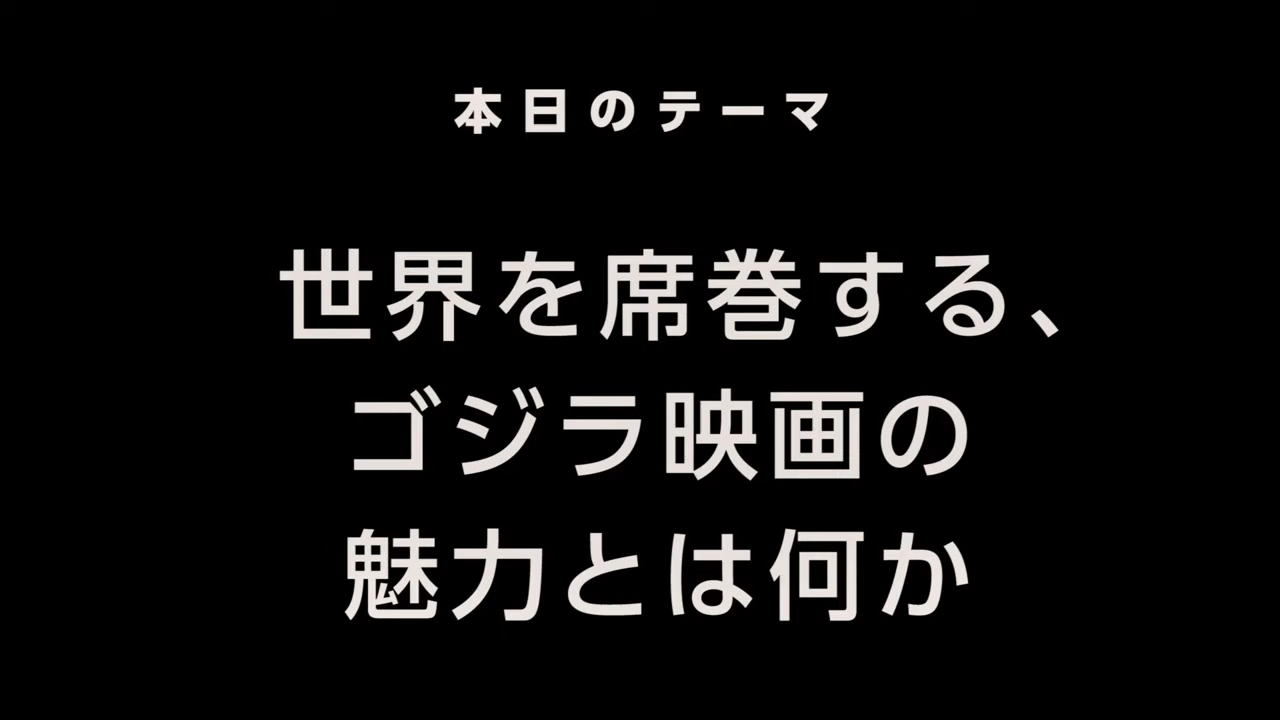 本日のテーマ
世界を席巻する、
ゴジラ映画の
魅力とは何か